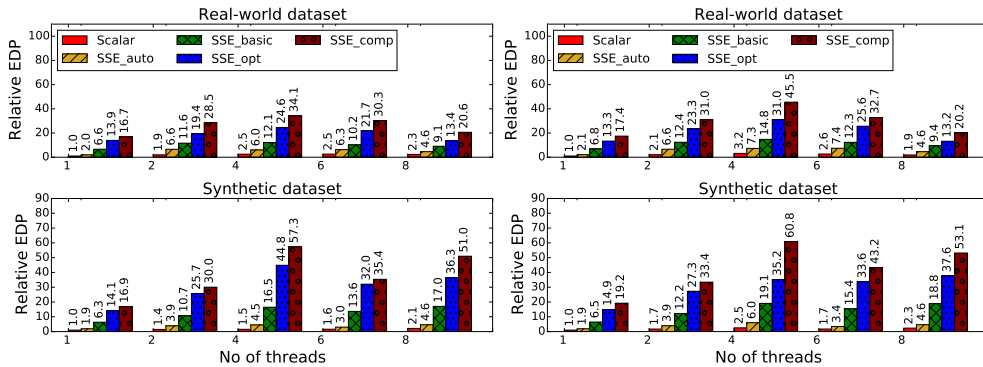 Real-world dataset
Relative EDP
100
80
60
40
20
0
Scalar
SSE_auto
SSE_basic
SSE_opt
SSE_comp
1.0 2.0 6.6 13.9 16.7
1.9 6.6 11.6 19.4 28.5
2.5 6.0 12.1 24.6 34.1
2.5 6.3 10.2 21.7 30.3
2.3 4.6 9.1 13.4 20.6
1 2 4 6 8
Real-world dataset
Relative EDP
100
80
60
40
20
0
Scalar
SSE_auto
SSE_basic
SSE_opt
SSE_comp
1.0 2.1 6.8 13.3 17.4
2.1 6.6 12.4 23.3 31.0
3.2 7.3 14.8 31.0 45.5
2.6 7.4 12.3 25.6 32.7
1.9 4.6 9.4 13.2 20.2
1 2 4 6 8
Synthetic dataset
Relative EDP
90
80
70
60
50
40
30
20
10
0
1.0 1.9 6.3 14.1 16.9
1.4 3.9 10.7 25.7 30.0
1.5 4.5 16.5 44.8 57.3
1.6 3.0 13.6 32.0 35.4
2.1 4.6 17.0 36.3 51.0
1 2 4 6 8
No of threads
Synthetic dataset
Relative EDP
90
80
70
60
50
40
30
20
10
0
1.0 1.9 6.5 14.9 19.2
1.7 3.9 12.2 27.3 33.4
2.5 6.0 19.1 35.2 60.8
1.7 3.4 15.4 33.6 43.2
2.3 4.6 18.8 37.6 53.1
1 2 4 6 8
No of threads